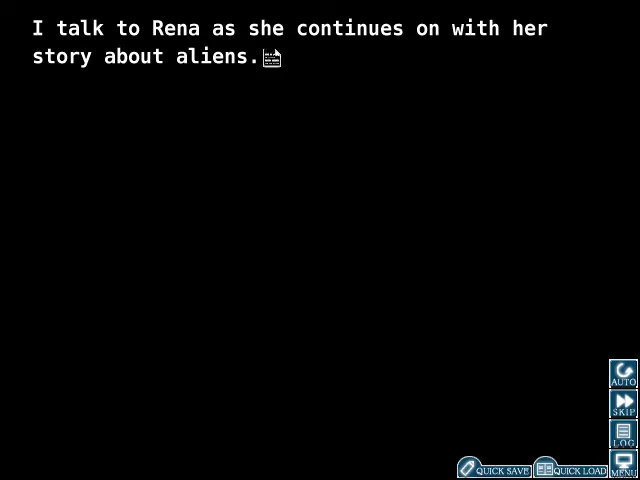 I talk to Rena as she continues on with her
story about aliens.
AUTO
SKIP
LOG
QUICK SAVE
QUICK LOAD
MENU